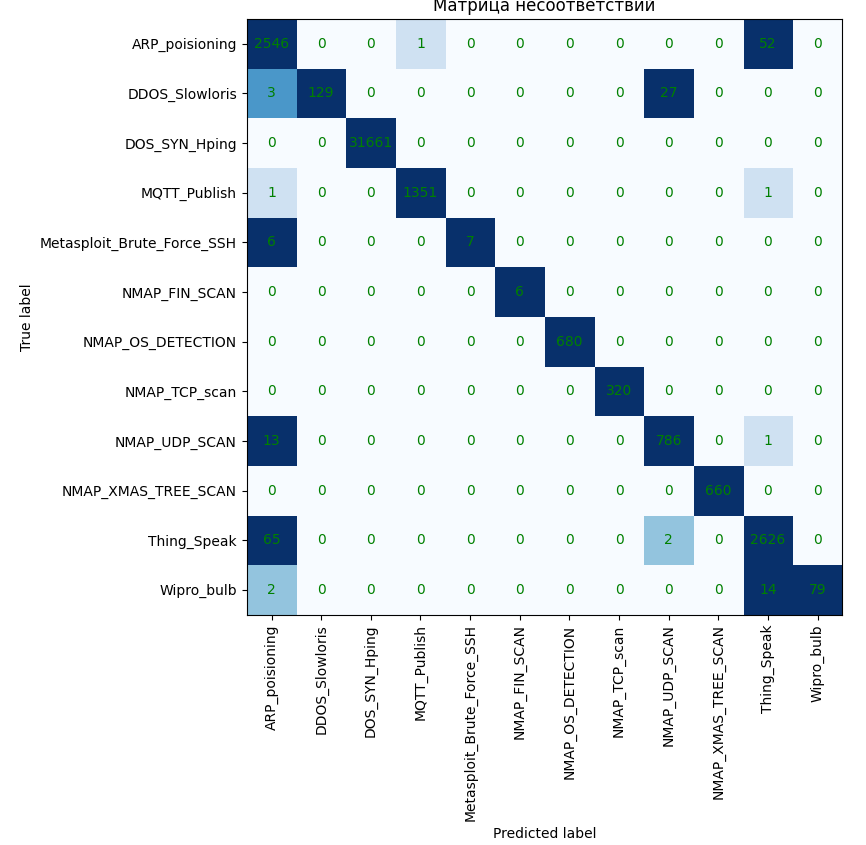 Матрица несоответствий
ARP_poisioning 2546 0 0 1 0 0 0 0 0 0 52 0
DDOS_Slowloris 3 129 0 0 0 0 0 0 27 0 0 0
DOS_SYN_Hping 0 0 31661 0 0 0 0 0 0 0 0 0
MQTT_Publish 1 0 0 1351 0 0 0 0 0 0 1 0
Metasploit_Brute_Force_SSH 6 0 0 0 7 0 0 0 0 0 0 0
NMAP_FIN_SCAN 0 0 0 0 0 6 0 0 0 0 0 0
NMAP_OS_DETECTION 0 0 0 0 0 0 680 0 0 0 0 0
NMAP_TCP_scan 0 0 0 0 0 0 0 320 0 0 0 0
NMAP_UDP_SCAN 13 0 0 0 0 0 0 0 786 0 1 0
NMAP_XMAS_TREE_SCAN 0 0 0 0 0 0 0 0 0 660 0 0
Thing_Speak 65 0 0 0 0 0 0 0 2 0 2626 0
Wipro_bulb 2 0 0 0 0 0 0 0 0 0 14 79
True label
ARP_poisioning
DDOS_Slowloris
DOS_SYN_Hping
MQTT_Publish
Metasploit_Brute_Force_SSH
NMAP_FIN_SCAN
NMAP_OS_DETECTION
NMAP_TCP_scan
NMAP_UDP_SCAN
NMAP_XMAS_TREE_SCAN
Thing_Speak
Wipro_bulb
Predicted label